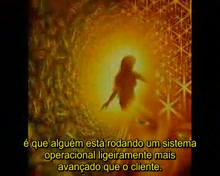 é que alguém está rodando um sistema
operacional ligeiramente mais
avançado que o cliente.